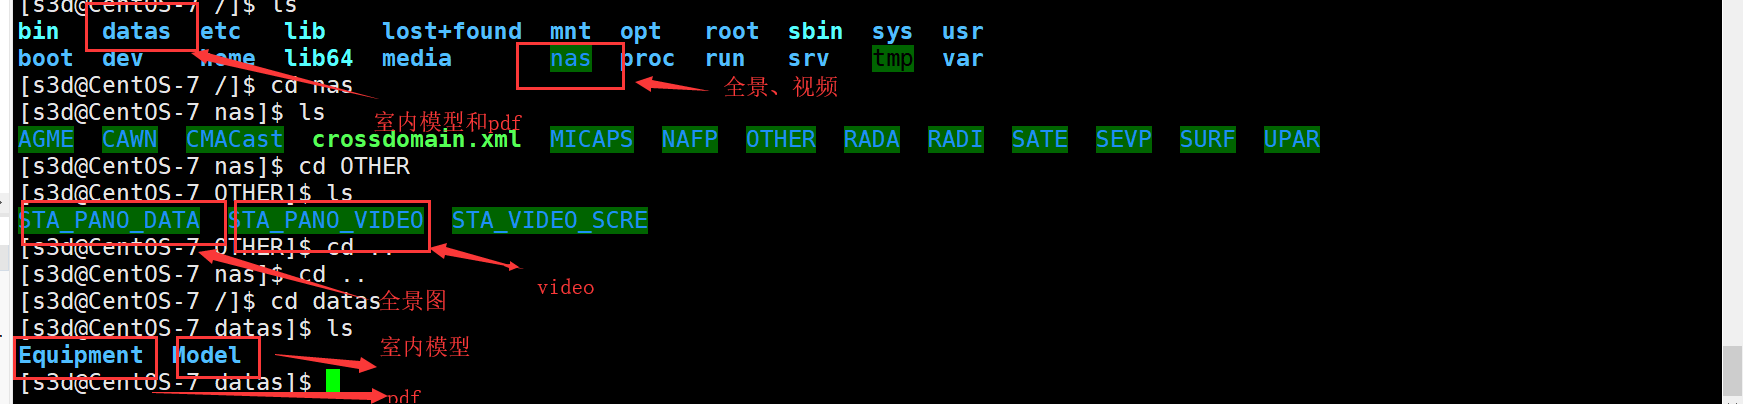 [s3d@CentOS-7 /]$ ls
bin datas etc lib lost+found mnt opt root sbin sys usr
boot dev home lib64 media nas proc run srv tmp var
[s3d@CentOS-7 /]$ cd nas
全景、视频
[s3d@CentOS-7 nas]$ ls
室内模型和pdf
AGME CAWN CMACast crossdomain.xml MICAPS NAFP OTHER RADA RADI SATE SEVP SURF UPAR
[s3d@CentOS-7 nas]$ cd OTHER
[s3d@CentOS-7 OTHER]$ ls
STA_PANO_DATA STA_PANO_VIDEO STA_VIDEO_SCRE
[s3d@CentOS-7 OTHER]$ cd ..
[s3d@CentOS-7 nas]$ cd ..
video
[s3d@CentOS-7 /]$ cd datas
全景图
[s3d@CentOS-7 datas]$ ls
室内模型
Equipment Model
[s3d@CentOS-7 datas]$
pdf